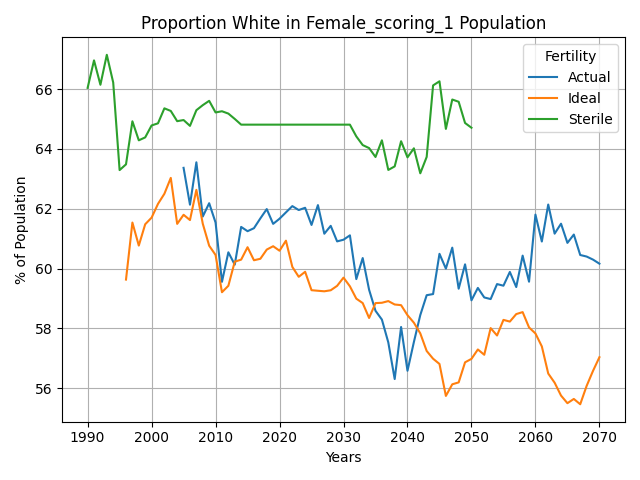 Proportion White in Female_scoring_1 Population
% of Population
66
64
62
60
58
56
Fertility
Actual
Ideal
Sterile
1990 2000 2010 2020 2030 2040 2050 2060 2070
Years